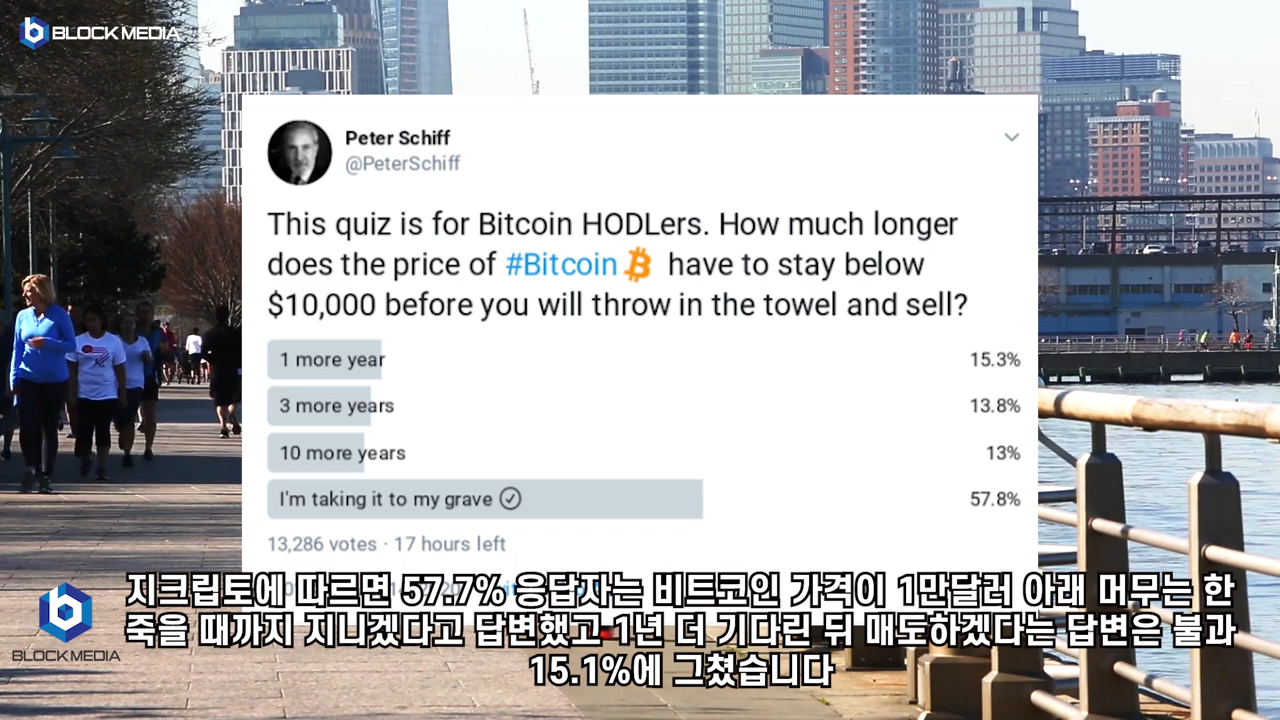 BLOCKMEDIA
Peter Schiff
@PeterSchiff
This quiz is for Bitcoin HODLers. How much longer
does the price of #Bitcoin have to stay below
$10,000 before you will throw in the towel and sell?
1 more year 15.3%
3 more years 13.8%
10 more years 13%
I'm taking it to my grave 57.8%
13,286 votes · 17 hours left
지크립토에 따르면 57.7% 응답자는 비트코인 가격이 1만달러 아래 머무는 한
죽을 때까지 지니겠다고 답변했고 1년 더 기다린 뒤 매도하겠다는 답변은 불과
15.1%에 그쳤습니다
BLOCKMEDIA